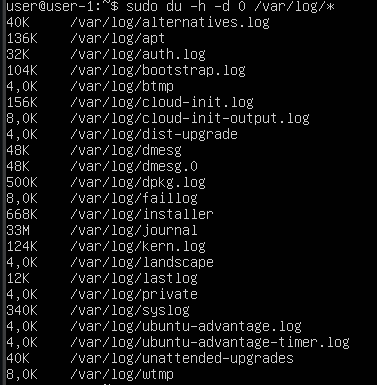 user@user-1:~$ sudo du -h -d 0 /var/log/*
40K /var/log/alternatives.log
136K /var/log/apt
32K /var/log/auth.log
104K /var/log/bootstrap.log
4,0K /var/log/btmp
156K /var/log/cloud-init.log
8,0K /var/log/cloud-init-output.log
4,0K /var/log/dist-upgrade
48K /var/log/dmesg
48K /var/log/dmesg.0
500K /var/log/dpkg.log
8,0K /var/log/faillog
668K /var/log/installer
33M /var/log/journal
124K /var/log/kern.log
4,0K /var/log/landscape
12K /var/log/lastlog
4,0K /var/log/private
340K /var/log/syslog
4,0K /var/log/ubuntu-advantage.log
4,0K /var/log/ubuntu-advantage-timer.log
40K /var/log/unattended-upgrades
8,0K /var/log/wtmp